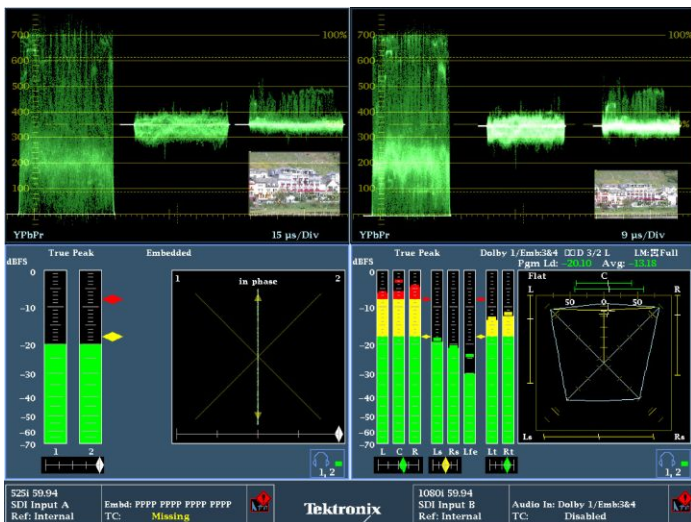 700
600
500
400
300
200
100
100%
YPbPr
15 µs/Div
700
600
500
400
300
200
100
100%
0%
YPbPr
9 µs/Div
True Peak
Embedded
dBFS
0
-10
-20
-30
-40
-50
-60
-70
1 2
1
in phase
2
1, 2
True Peak
Dolby 1/Emb:3&4 D 3/2 L LM: Full
Pgm Ld: -20.10 Avg: -13.18
dBFS
0
-10
-20
-30
-40
-50
-60
-70
L C R Ls Rs Lfe Lt Rt
Flat
C
L
R
50 0 50
Ls
Rs
1, 2
525i 59.94
SDI Input A
Ref: Internal
Embd: PPPP PPPP PPPP PPPP
TC: Missing
Tektronix
1080i 59.94
SDI Input B
Ref: Internal
Audio In: Dolby 1/Emb:3&4
TC: Disabled